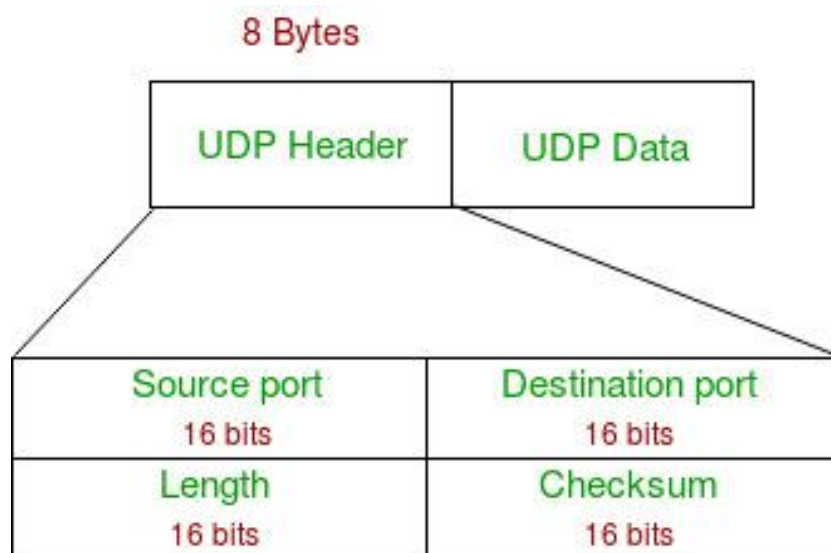 8 Bytes
UDP Header
UDP Data
Source port
16 bits
Destination port
16 bits
Length
16 bits
Checksum
16 bits